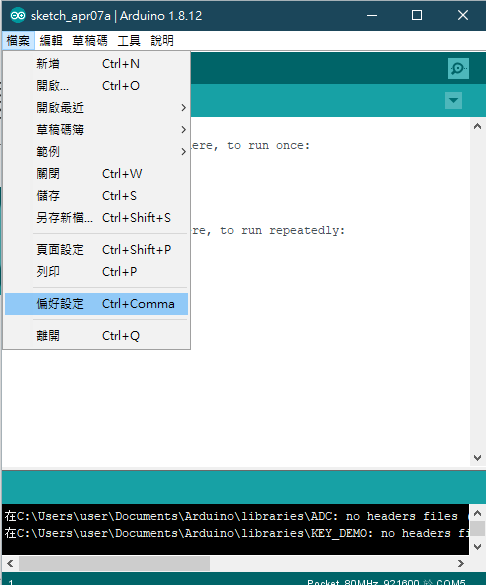 sketch_apr07a | Arduino 1.8.12
檔案 編輯 草稿碼 工具 說明
新增 Ctrl+N
開啟... Ctrl+O
開啟最近
草稿碼簿
範例
關閉 Ctrl+W
儲存 Ctrl+S
另存新檔... Ctrl+Shift+S
頁面設定 Ctrl+Shift+P
列印 Ctrl+P
偏好設定 Ctrl+Comma
離開 Ctrl+Q
ere, to run once:
re, to run repeatedly:
在C:\Users\user\Documents\Arduino\libraries\ADC: no headers files (
在C:\Users\user\Documents\Arduino\libraries\KEY_DEMO: no headers fi
1 Pocket, 80MHz, 921600 於 COM5